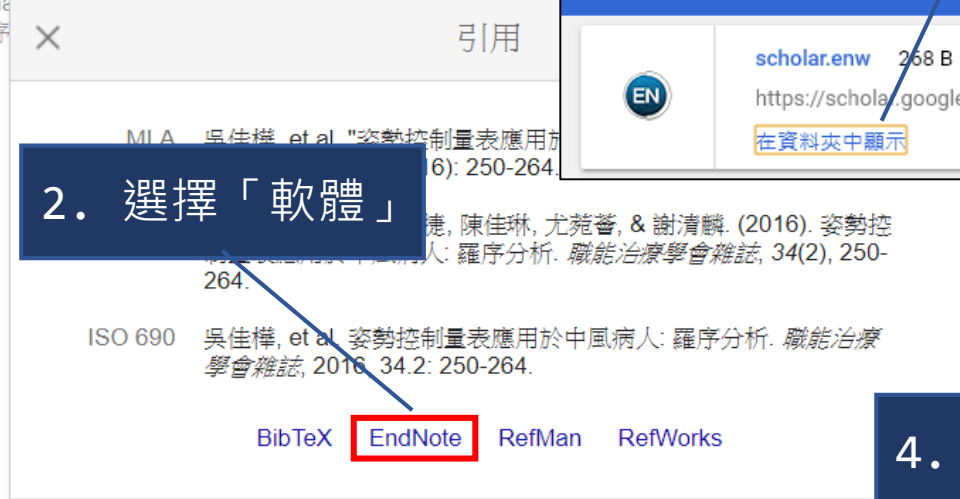 引用
scholar.enw 268 B
https://scholar.google
在資料夾中顯示
EN
MLA 吳佳樺, et al. "姿勢控制量表應用於
6): 250-264.
2. 選擇「軟體」
捷, 陳佳琳, 尤菀薈, & 謝清麟. (2016). 姿勢控
人: 羅序分析. 職能治療學會雜誌, 34(2), 250-
264.
ISO 690 吳佳樺, et al. 姿勢控制量表應用於中風病人: 羅序分析. 職能治療
學會雜誌, 2016, 34.2: 250-264.
BibTeX EndNote RefMan RefWorks
4.